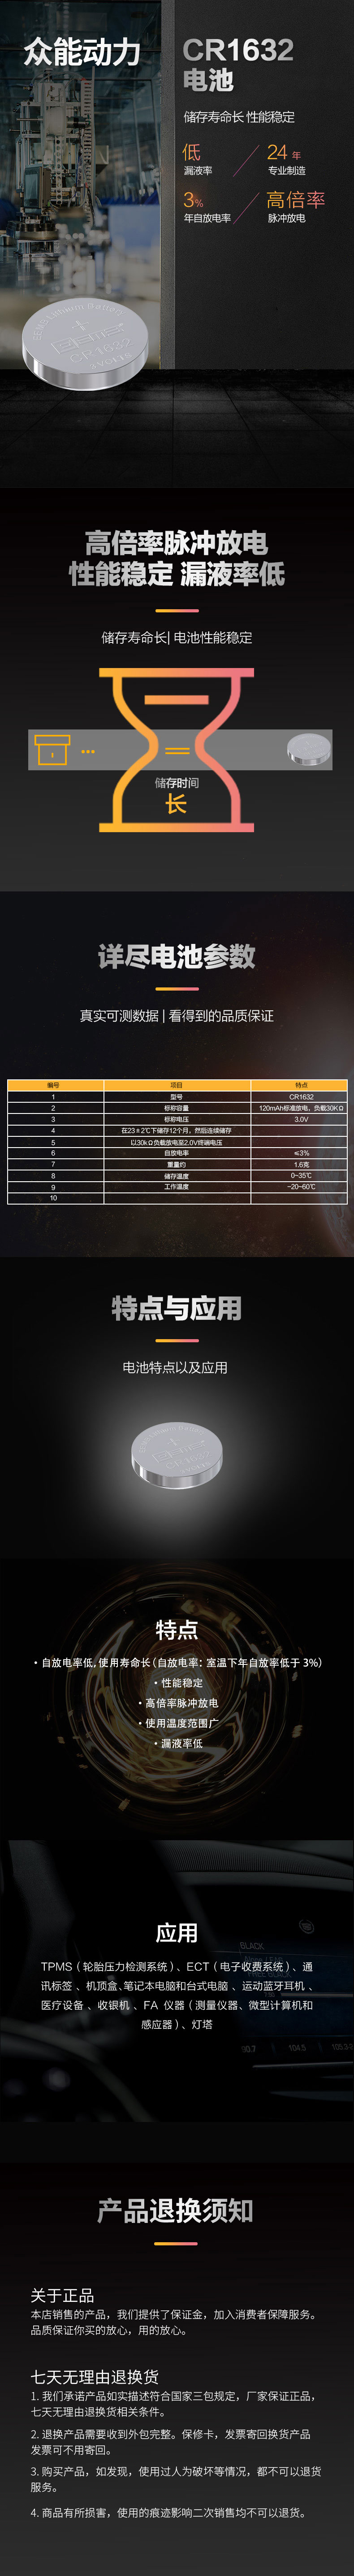 众能动力
CR1632
电池
储存寿命长 性能稳定
低
漏液率
24 年
专业制造
3%
年自放电率
高倍率
脉冲放电
EEMB Lithium Battery
EEMB
CR1632
3VOLTS
高倍率脉冲放电
性能稳定 漏液率低
储存寿命长| 电池性能稳定
储存时间
长
详尽电池参数
真实可测数据 | 看得到的品质保证
编号 项目 特点
1 型号 CR1632
2 标称容量 120mAh标准放电，负载30KΩ
3 标称电压 3.0V
4 在23±2℃下储存12个月，然后连续储存
5 以30kΩ负载放电至2.0V终端电压
6 自放电率 ≤3%
7 重量约 1.6克
8 储存温度 0~35℃
9 工作温度 -20~60℃
10
特点与应用
电池特点以及应用
CR1632
特点
• 自放电率低, 使用寿命长（自放电率：室温下年自放率低于 3%）
• 性能稳定
• 高倍率脉冲放电
• 使用温度范围广
• 漏液率低
BLACK
90.7 104.5 105.3
应用
TPMS（轮胎压力检测系统）、ECT（电子收费系统）、通
讯标签 、机顶盒、笔记本电脑和台式电脑 、运动蓝牙耳机 、
医疗设备 、收银机 、FA 仪器（测量仪器、微型计算机和
感应器）、灯塔
产品退换须知
关于正品
本店销售的产品，我们提供了保证金，加入消费者保障服务。
品质保证你买的放心，用的放心。
七天无理由退换货
1. 我们承诺产品如实描述符合国家三包规定，厂家保证正品，
七天无理由退换货相关条件。
2. 退换产品需要收到外包完整。保修卡，发票寄回换货产品
发票可不用寄回。
3. 购买产品，如发现，使用过人为破坏等情况，都不可以退货
服务。
4. 商品有所损害，使用的痕迹影响二次销售均不可以退货。